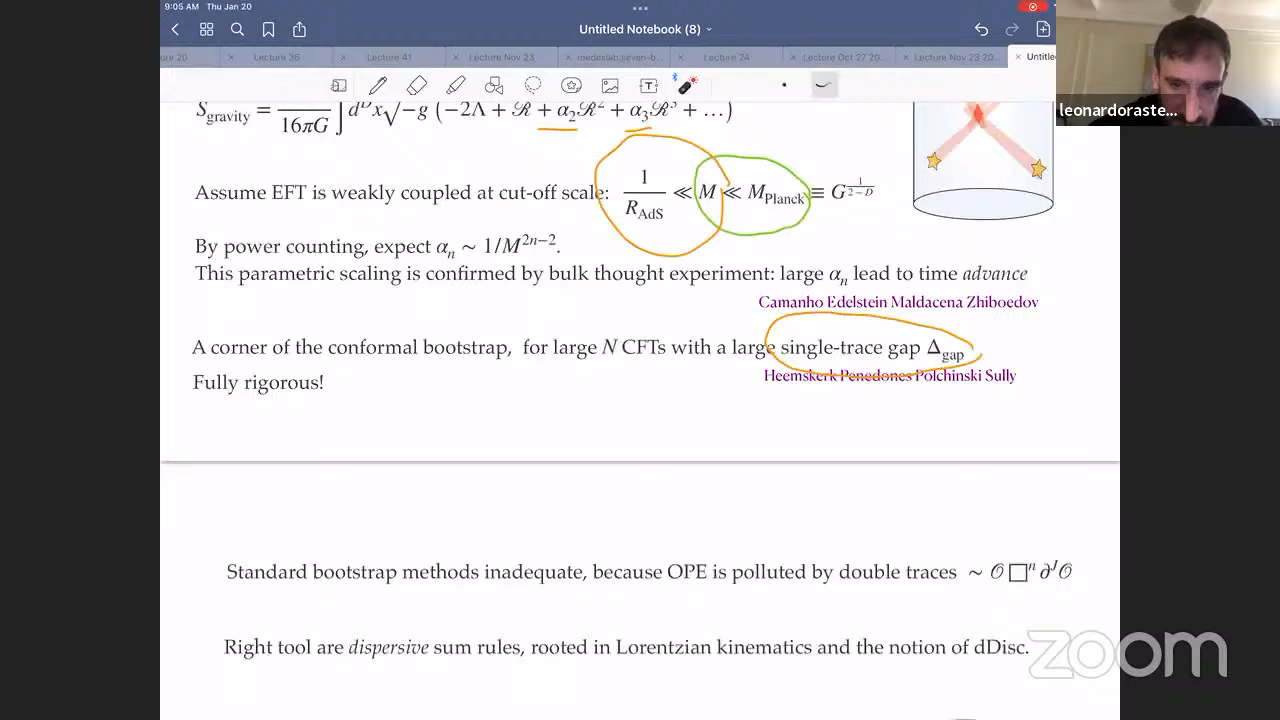 9:05 AM Thu Jan 20
Untitled Notebook (8)
Lecture 36
Lecture 41
Lecture Nov 23
medexlab:seven-b...
Lecture 24
Lecture Oct 27 20...
Lecture Nov 23 20...
Untitle
leonardoraste...
S_gravity = 1/(16πG) ∫ d^D x √−g (−2Λ + ℛ + α₂ℛ² + α₃ℛ³ + …)
Assume EFT is weakly coupled at cut-off scale: 1/R_AdS ≪ M ≪ M_Planck ≡ G^{1/(2−D)}
By power counting, expect αₙ ∼ 1/M^{2n−2}.
This parametric scaling is confirmed by bulk thought experiment: large αₙ lead to time advance
Camanho Edelstein Maldacena Zhiboedov
A corner of the conformal bootstrap, for large N CFTs with a large single-trace gap Δ_gap
Heemskerk Penedones Polchinski Sully
Fully rigorous!
Standard bootstrap methods inadequate, because OPE is polluted by double traces ∼ 𝒪 □ⁿ ∂ᴶ 𝒪
Right tool are dispersive sum rules, rooted in Lorentzian kinematics and the notion of dDisc.
zoom